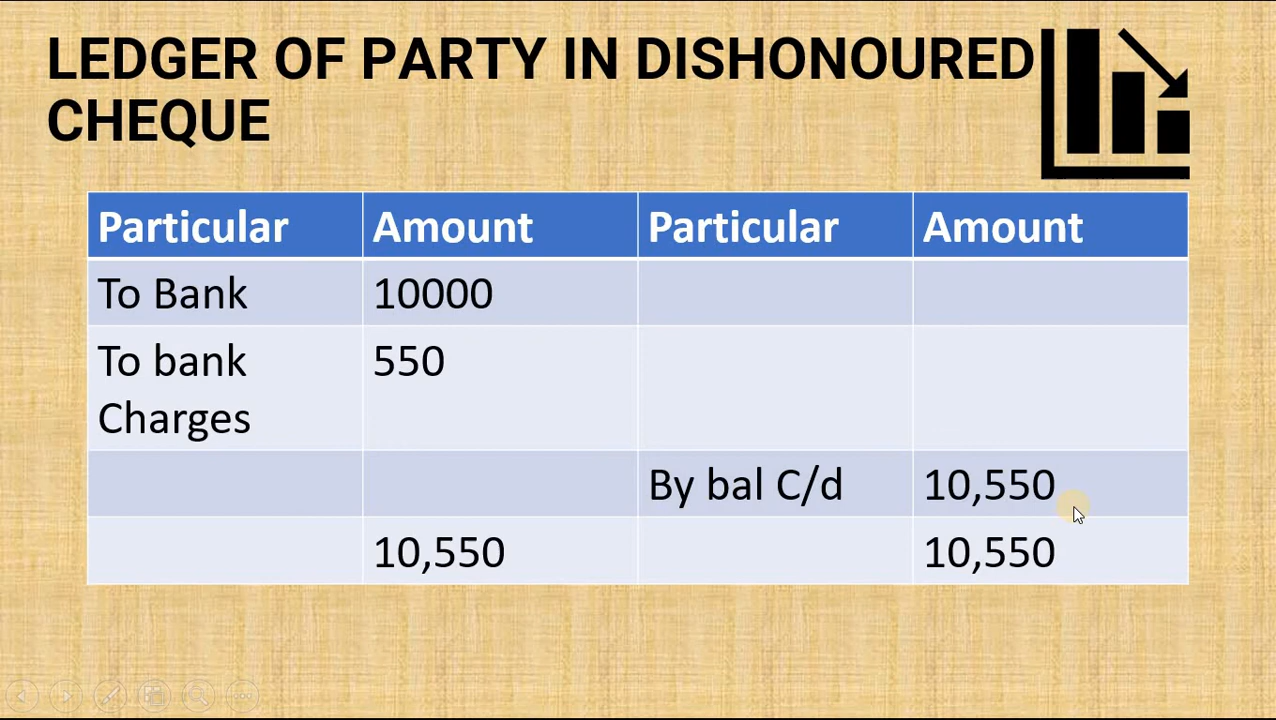 LEDGER OF PARTY IN DISHONOURED
CHEQUE
Particular Amount Particular Amount
To Bank 10000
To bank 550
Charges
By bal C/d 10,550
10,550 10,550